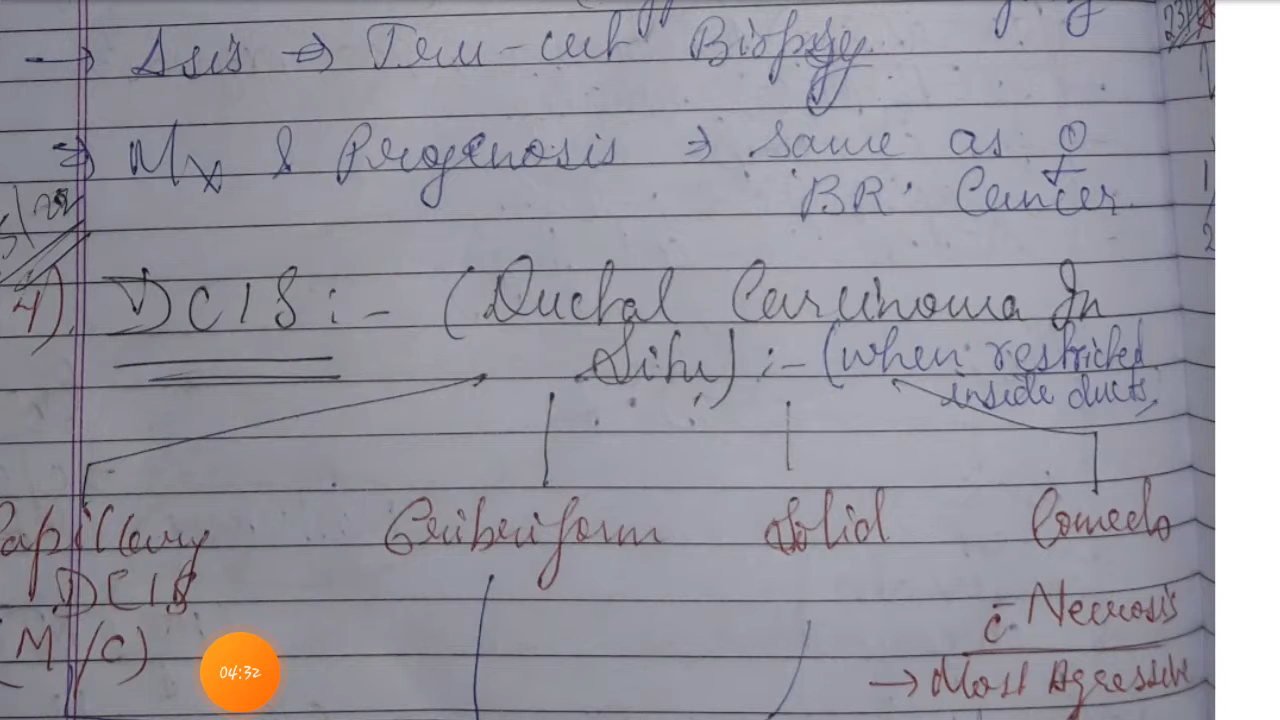 → Δsis ⇒ Tru-cut Biopsy
⇒ Mx & Prognosis ⇒ same as ♀
BR. Cancer
4). DCIS :- (Ductal Carcinoma In
Situ) :- (when restricted
inside ducts,
Papillary Cribriform Solid Comedo
DCIS
(M/C)
c̄ Necrosis
→ Most Aggressive
04:32